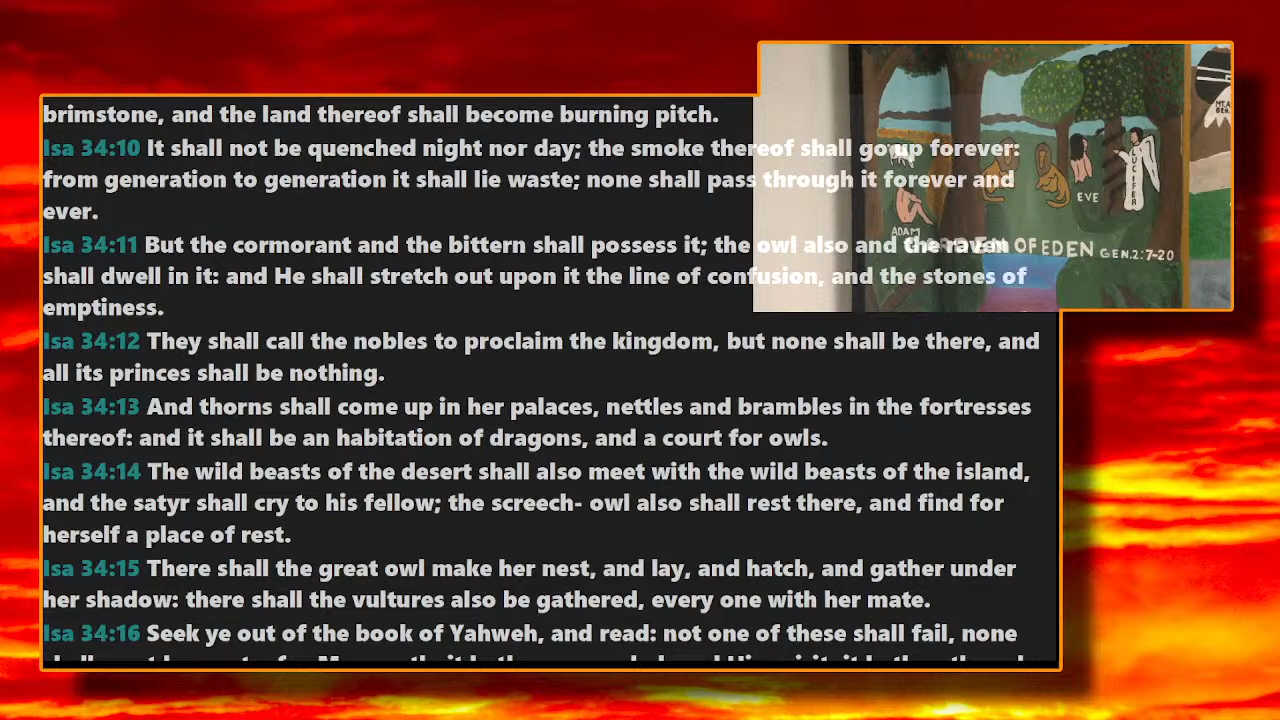 brimstone, and the land thereof shall become burning pitch.
Isa 34:10 It shall not be quenched night nor day; the smoke thereof shall go up forever:
from generation to generation it shall lie waste; none shall pass through it forever and
ever.
Isa 34:11 But the cormorant and the bittern shall possess it; the owl also and the raven
shall dwell in it: and He shall stretch out upon it the line of confusion, and the stones of
emptiness.
Isa 34:12 They shall call the nobles to proclaim the kingdom, but none shall be there, and
all its princes shall be nothing.
Isa 34:13 And thorns shall come up in her palaces, nettles and brambles in the fortresses
thereof: and it shall be an habitation of dragons, and a court for owls.
Isa 34:14 The wild beasts of the desert shall also meet with the wild beasts of the island,
and the satyr shall cry to his fellow; the screech- owl also shall rest there, and find for
herself a place of rest.
Isa 34:15 There shall the great owl make her nest, and lay, and hatch, and gather under
her shadow: there shall the vultures also be gathered, every one with her mate.
Isa 34:16 Seek ye out of the book of Yahweh, and read: not one of these shall fail, none
ADAM
EVE
LUCIFER
OF EDEN GEN.2:7-20